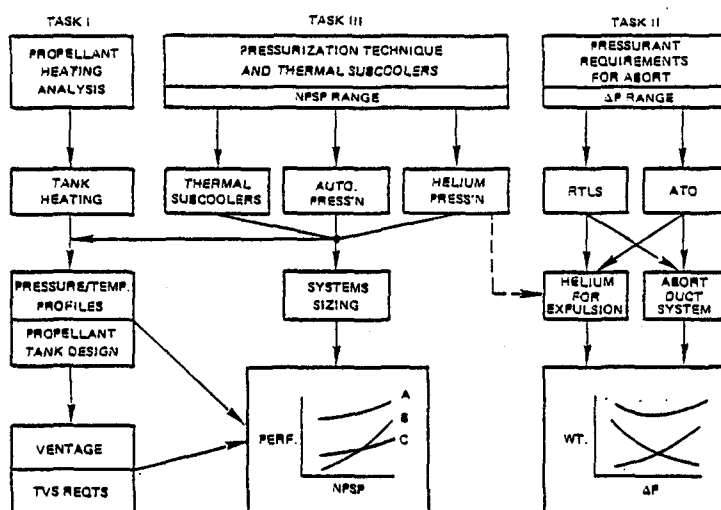 TASK I
PROPELLANT
HEATING
ANALYSIS
TANK
HEATING
PRESSURE/TEMP.
PROFILES
PROPELLANT
TANK DESIGN
VENTAGE
TVS REQTS
TASK III
PRESSURIZATION TECHNIQUE
AND THERMAL SUBCOOLERS
NPSP RANGE
THERMAL
SUBCOOLERS
AUTO.
PRESS'N
HELIUM
PRESS'N
SYSTEMS
SIZING
PERF.
A
B
C
NPSP
TASK II
PRESSURANT
REQUIREMENTS
FOR ABORT
ΔP RANGE
RTLS
ATO
HELIUM
FOR
EXPULSION
ABORT
DUCT
SYSTEM
WT.
ΔP